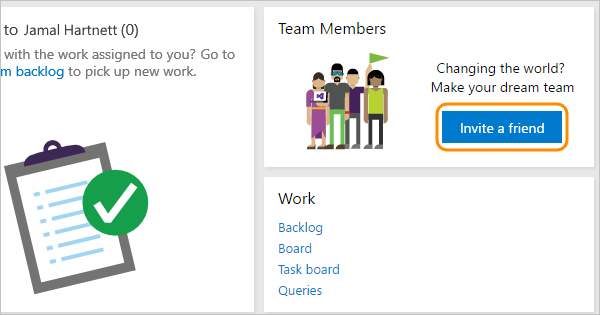 to Jamal Hartnett (0)
with the work assigned to you? Go to
m backlog to pick up new work.
Team Members
Changing the world?
Make your dream team
Invite a friend
Work
Backlog
Board
Task board
Queries